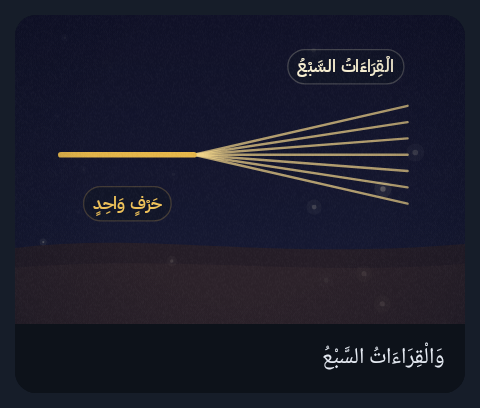 الْقِرَاءَاتُ السَّبْعُ
حَرْفٍ وَاحِدٍ
وَالْقِرَاءَاتُ السَّبْعُ